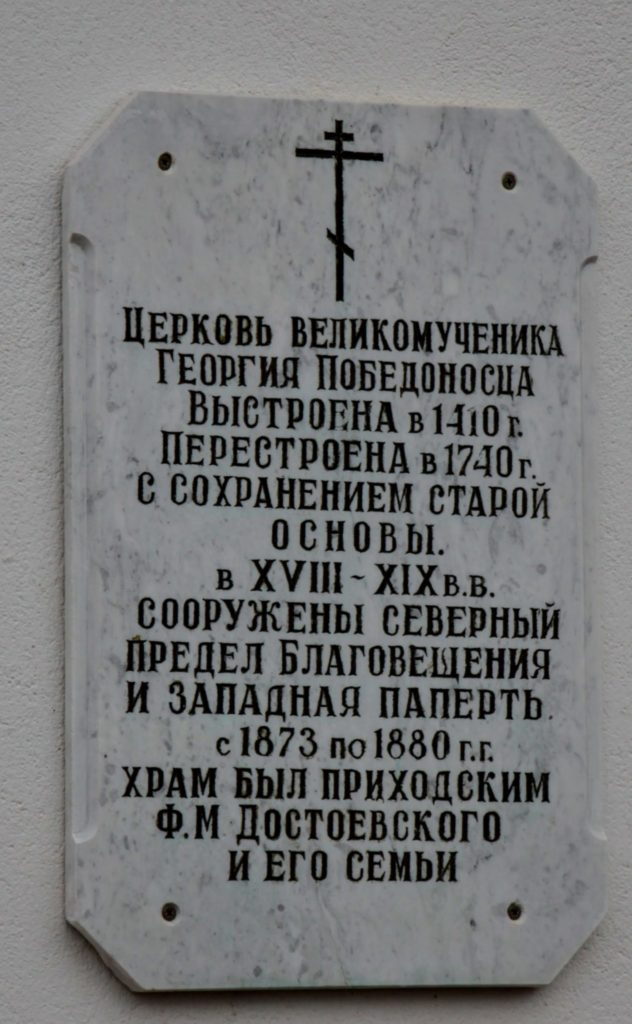 Церковь великомученика
Георгия Победоносца
Выстроена в 1410 г.
перестроена в 1740 г.
с сохранением старой
основы.
в XVIII ~ XIX в.в.
сооружены северный
предел Благовещения
и западная паперть.
с 1873 по 1880 г.г.
храм был приходским
Ф.М Достоевского
и его семьи